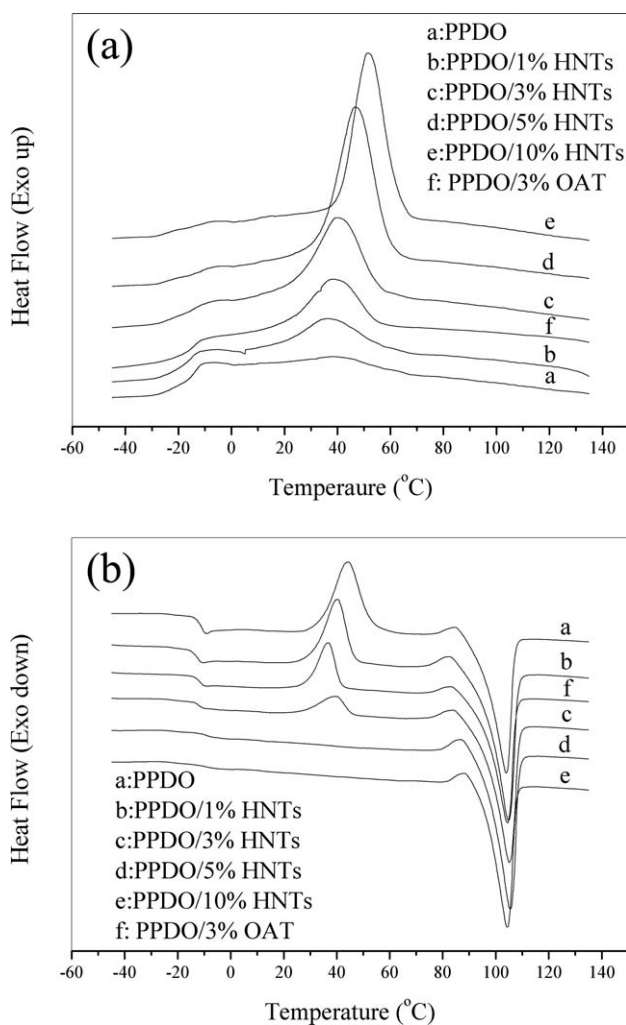 (a)
a:PPDO
b:PPDO/1% HNTs
c:PPDO/3% HNTs
d:PPDO/5% HNTs
e:PPDO/10% HNTs
f: PPDO/3% OAT
Heat Flow (Exo up)
e
d
c
f
b
a
-60 -40 -20 0 20 40 60 80 100 120 140
Temperaure (°C)
(b)
Heat Flow (Exo down)
a
b
f
c
d
e
a:PPDO
b:PPDO/1% HNTs
c:PPDO/3% HNTs
d:PPDO/5% HNTs
e:PPDO/10% HNTs
f: PPDO/3% OAT
-60 -40 -20 0 20 40 60 80 100 120 140
Temperature (°C)